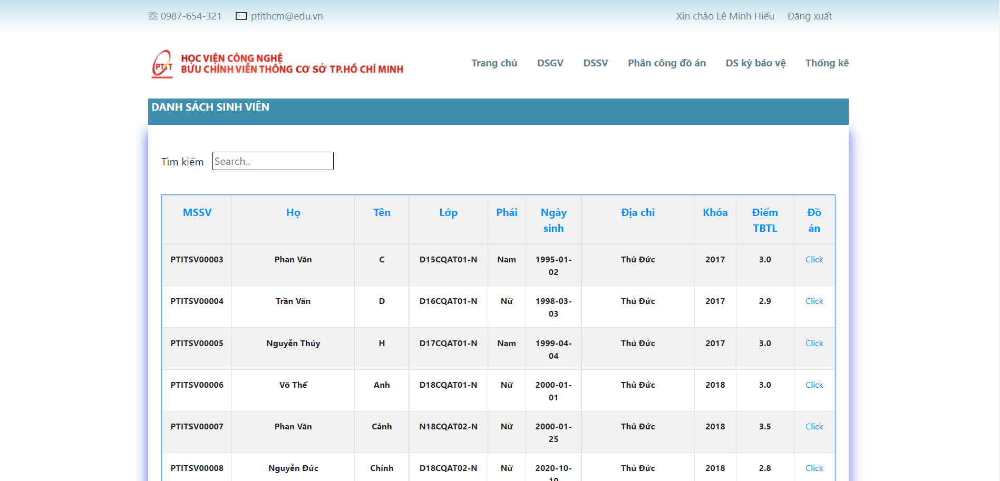 0987-654-321 ptithcm@edu.vn Xin chào Lê Minh Hiếu Đăng xuất
PTIT
HỌC VIỆN CÔNG NGHỆ
BƯU CHÍNH VIỄN THÔNG CƠ SỞ TP.HỒ CHÍ MINH
Trang chủ DSGV DSSV Phân công đồ án DS kỳ bảo vệ Thống kê
DANH SÁCH SINH VIÊN
Tìm kiếm Search..
MSSV Họ Tên Lớp Phái Ngày sinh Địa chỉ Khóa Điểm TBTL Đồ án
PTITSV00003 Phan Văn C D15CQAT01-N Nam 1995-01-02 Thủ Đức 2017 3.0 Click
PTITSV00004 Trần Văn D D16CQAT01-N Nữ 1998-03-03 Thủ Đức 2017 2.9 Click
PTITSV00005 Nguyễn Thúy H D17CQAT01-N Nam 1999-04-04 Thủ Đức 2017 3.0 Click
PTITSV00006 Võ Thế Anh D18CQAT01-N Nữ 2000-01-01 Thủ Đức 2018 3.0 Click
PTITSV00007 Phan Văn Cảnh N18CQAT02-N Nữ 2000-01-25 Thủ Đức 2018 3.5 Click
PTITSV00008 Nguyễn Đức Chính D18CQAT02-N Nữ 2020-10-10 Thủ Đức 2018 2.8 Click